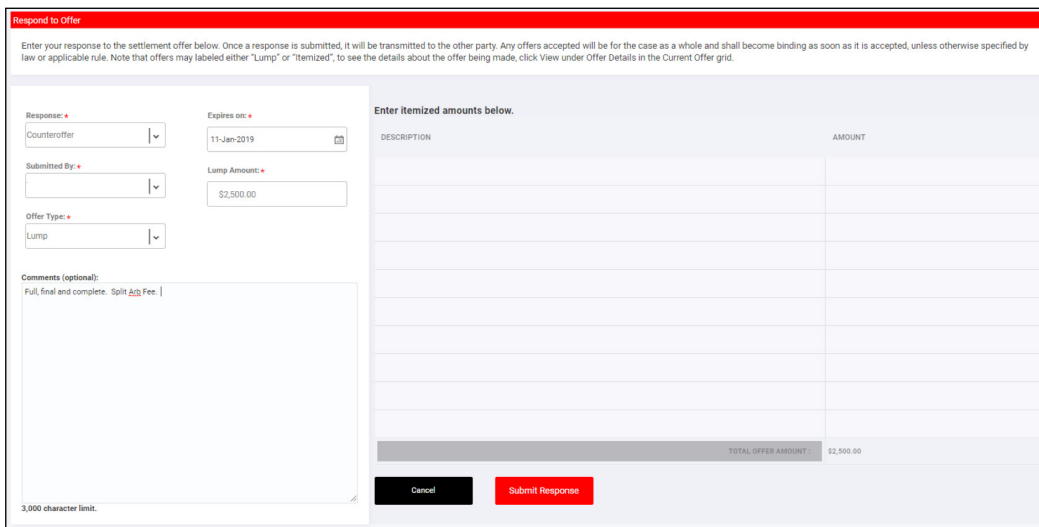 Respond to Offer
Enter your response to the settlement offer below. Once a response is submitted, it will be transmitted to the other party. Any offers accepted will be for the case as a whole and shall become binding as soon as it is accepted, unless otherwise specified by
law or applicable rule. Note that offers may labeled either "Lump" or "Itemized", to see the details about the offer being made, click View under Offer Details in the Current Offer grid.
Response: *
Expires on: *
Counteroffer
11-Jan-2019
Submitted By: *
Lump Amount: *
$2,500.00
Offer Type: *
Lump
Comments (optional):
Full, final and complete. Split Arb Fee.
3,000 character limit.
Enter itemized amounts below.
DESCRIPTION AMOUNT
TOTAL OFFER AMOUNT : $2,500.00
Cancel Submit Response